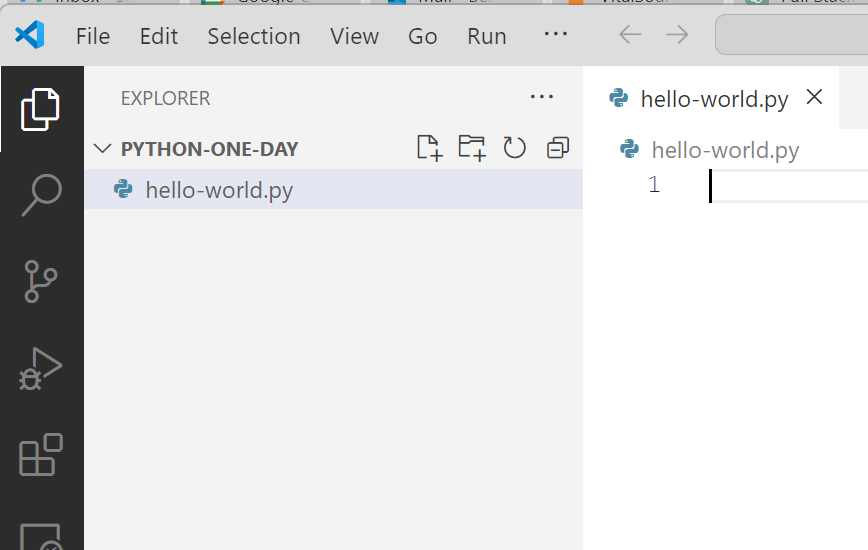 File Edit Selection View Go Run ...
EXPLORER ...
hello-world.py
PYTHON-ONE-DAY
hello-world.py
hello-world.py
1